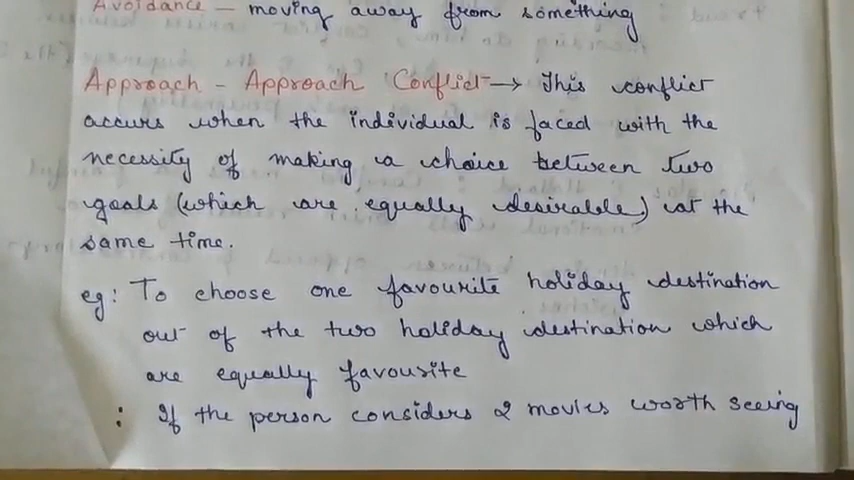 Avoidance – moving away from something
Approach - Approach Conflict → This conflict
occurs when the individual is faced with the
necessity of making a choice between two
goals (which are equally desirable) at the
same time.
eg: To choose one favourite holiday destination
out of the two holiday destination which
are equally favourite
: If the person considers 2 movies worth seeing